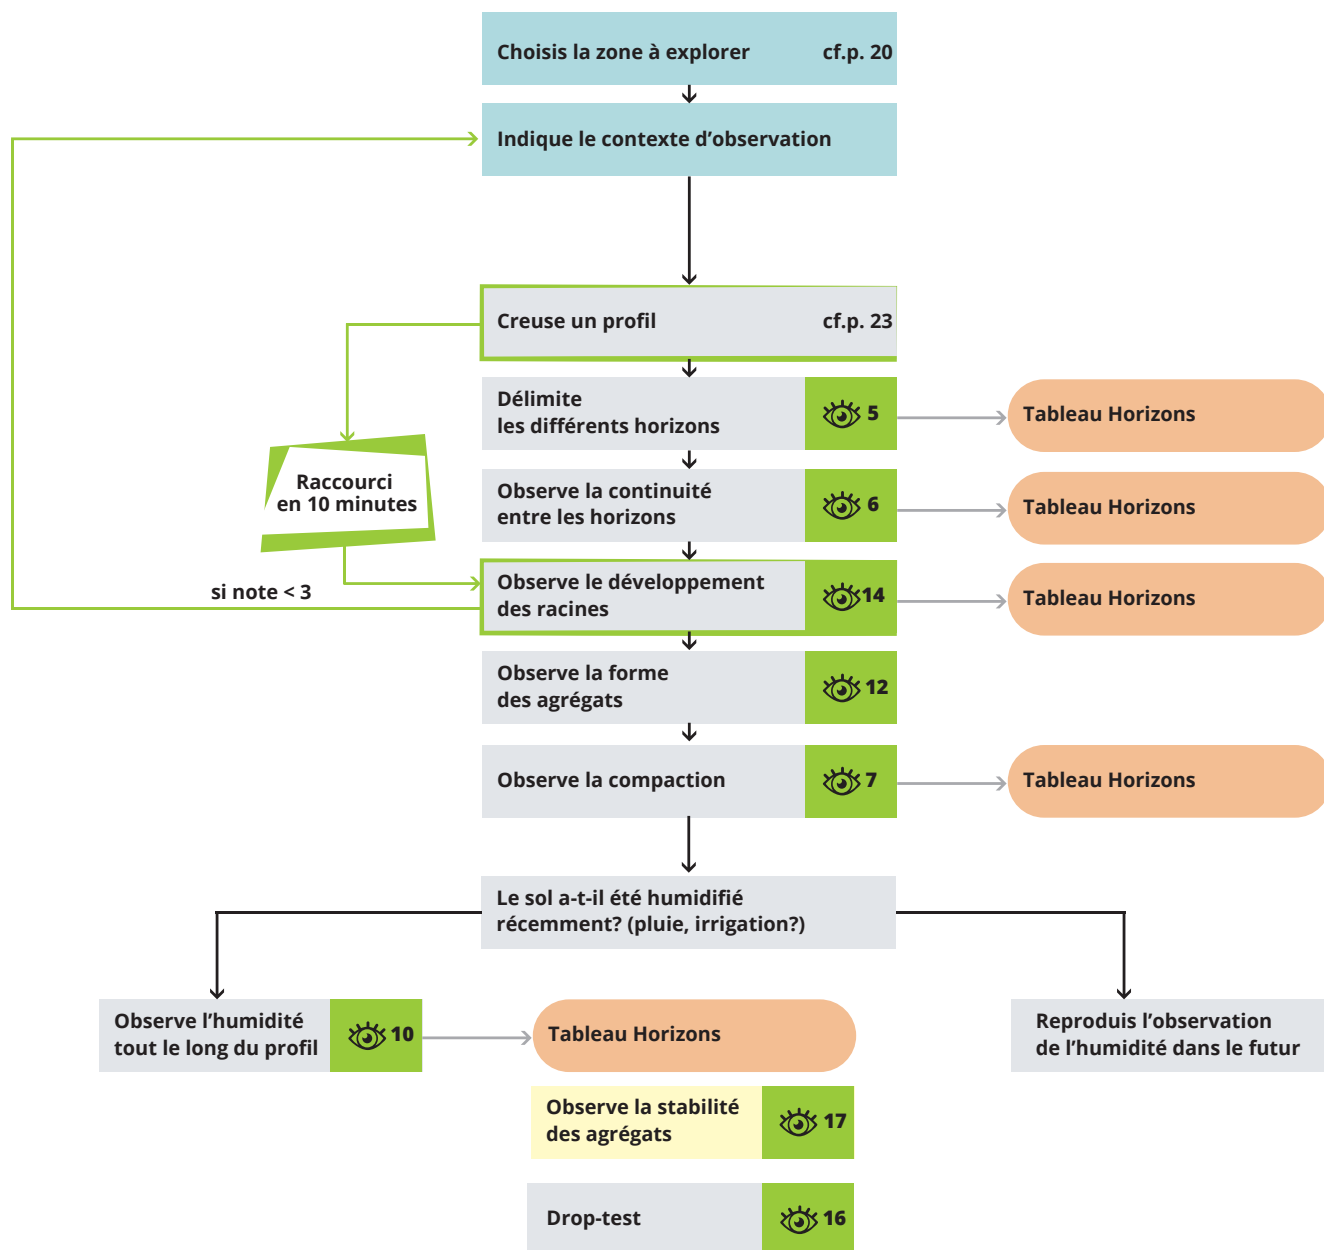 Choisis la zone à explorer cf.p. 20
Indique le contexte d’observation
Creuse un profil cf.p. 23
Délimite
les différents horizons
5
Tableau Horizons
Raccourci
en 10 minutes
Observe la continuité
entre les horizons
6
Tableau Horizons
si note < 3
Observe le développement
des racines
14
Tableau Horizons
Observe la forme
des agrégats
12
Observe la compaction
7
Tableau Horizons
Le sol a-t-il été humidifié
récemment? (pluie, irrigation?)
Observe l’humidité
tout le long du profil
10
Tableau Horizons
Reproduis l’observation
de l’humidité dans le futur
Observe la stabilité
des agrégats
17
Drop-test
16